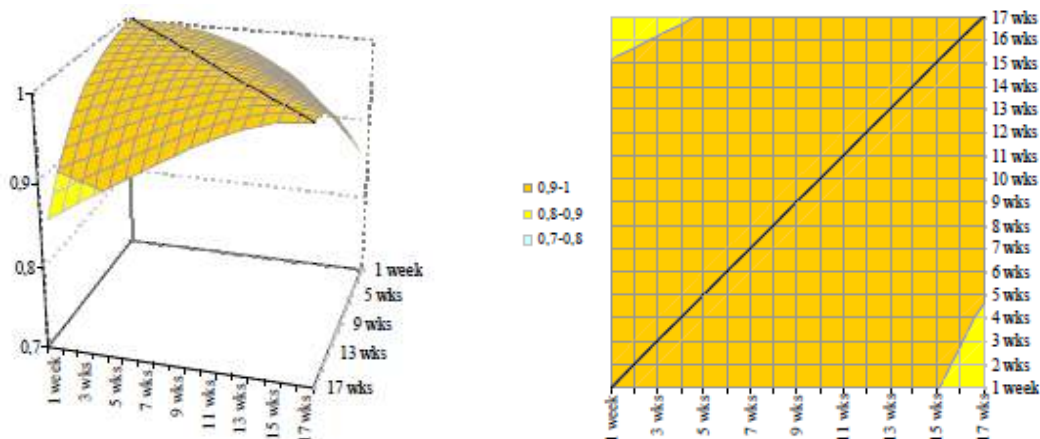 1
0,9
0,8
0,7
1 week
3 wks
5 wks
7 wks
9 wks
11 wks
13 wks
15 wks
17 wks
1 week
5 wks
9 wks
13 wks
17 wks
0,9-1
0,8-0,9
0,7-0,8
17 wks
16 wks
15 wks
14 wks
13 wks
12 wks
11 wks
10 wks
9 wks
8 wks
7 wks
6 wks
5 wks
4 wks
3 wks
2 wks
1 week
1 week
3 wks
5 wks
7 wks
9 wks
11 wks
13 wks
15 wks
17 wks